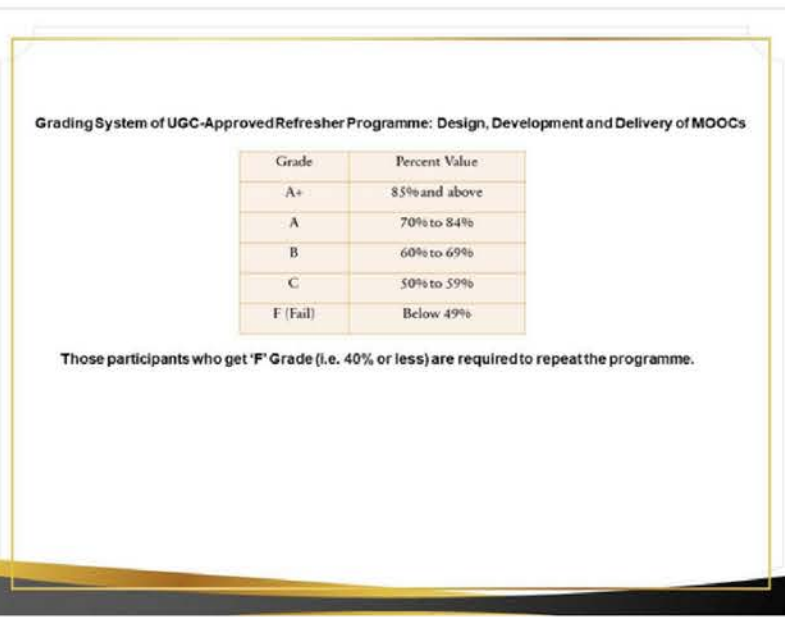 Grading System of UGC-Approved Refresher Programme: Design, Development and Delivery of MOOCs
Grade Percent Value
A+ 85% and above
A 70% to 84%
B 60% to 69%
C 50% to 59%
F (Fail) Below 49%
Those participants who get 'F' Grade (i.e. 40% or less) are required to repeat the programme.